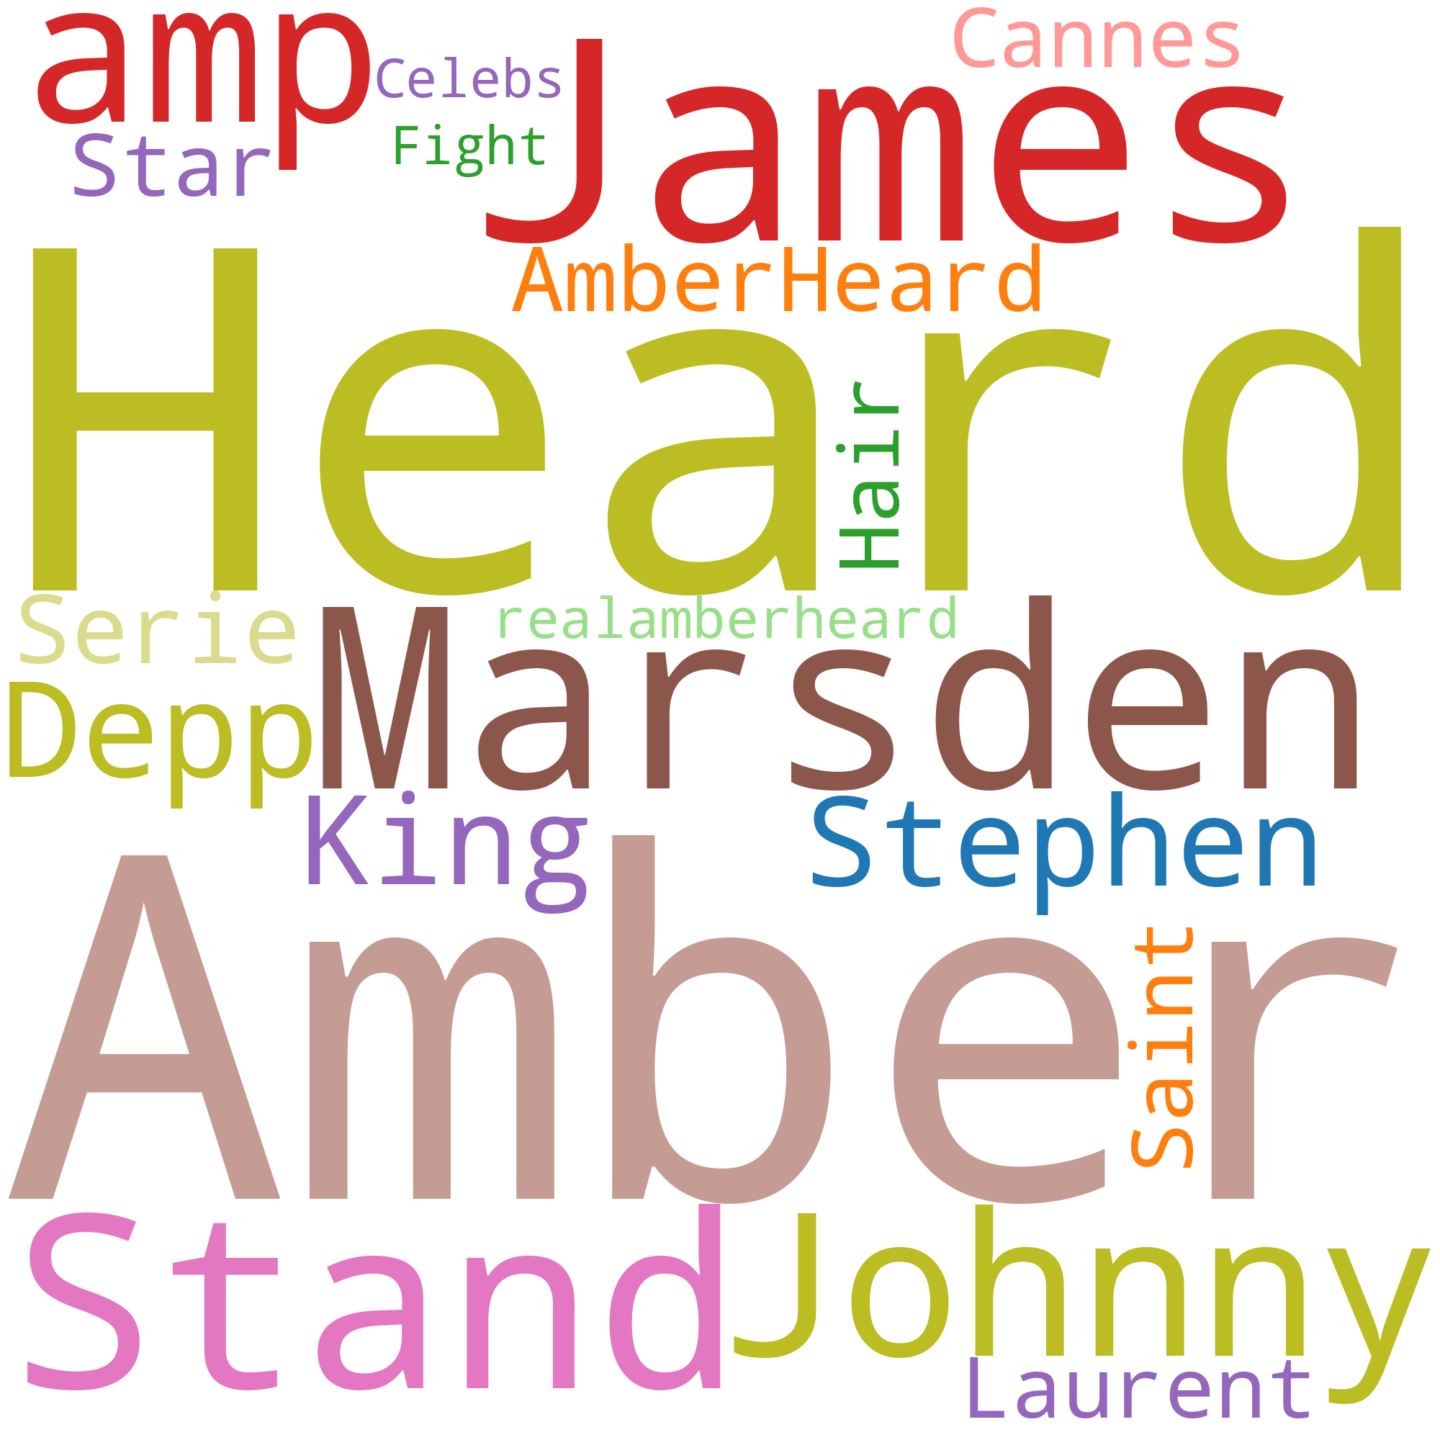 amp
Celebs
James
Cannes
Star
Fight
AmberHeard
Heard
Hair
Serie
realamberheard
Depp
Marsden
King
Stephen
Amber
Saint
Stand
Johnny
Laurent